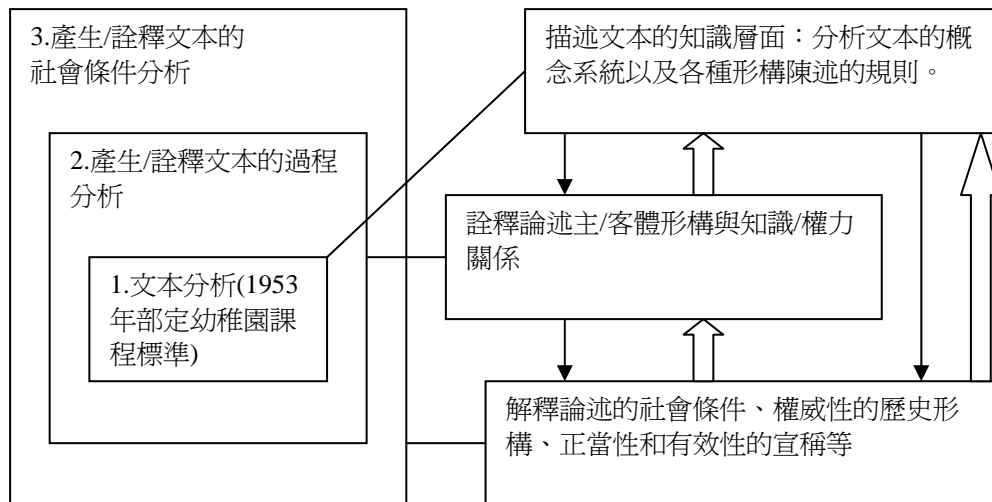 3.產生/詮釋文本的
社會條件分析
2.產生/詮釋文本的過程
分析
1.文本分析(1953
年部定幼稚園課
程標準)
描述文本的知識層面：分析文本的概
念系統以及各種形構陳述的規則。
詮釋論述主/客體形構與知識/權力
關係
解釋論述的社會條件、權威性的歷史形
構、正當性和有效性的宣稱等